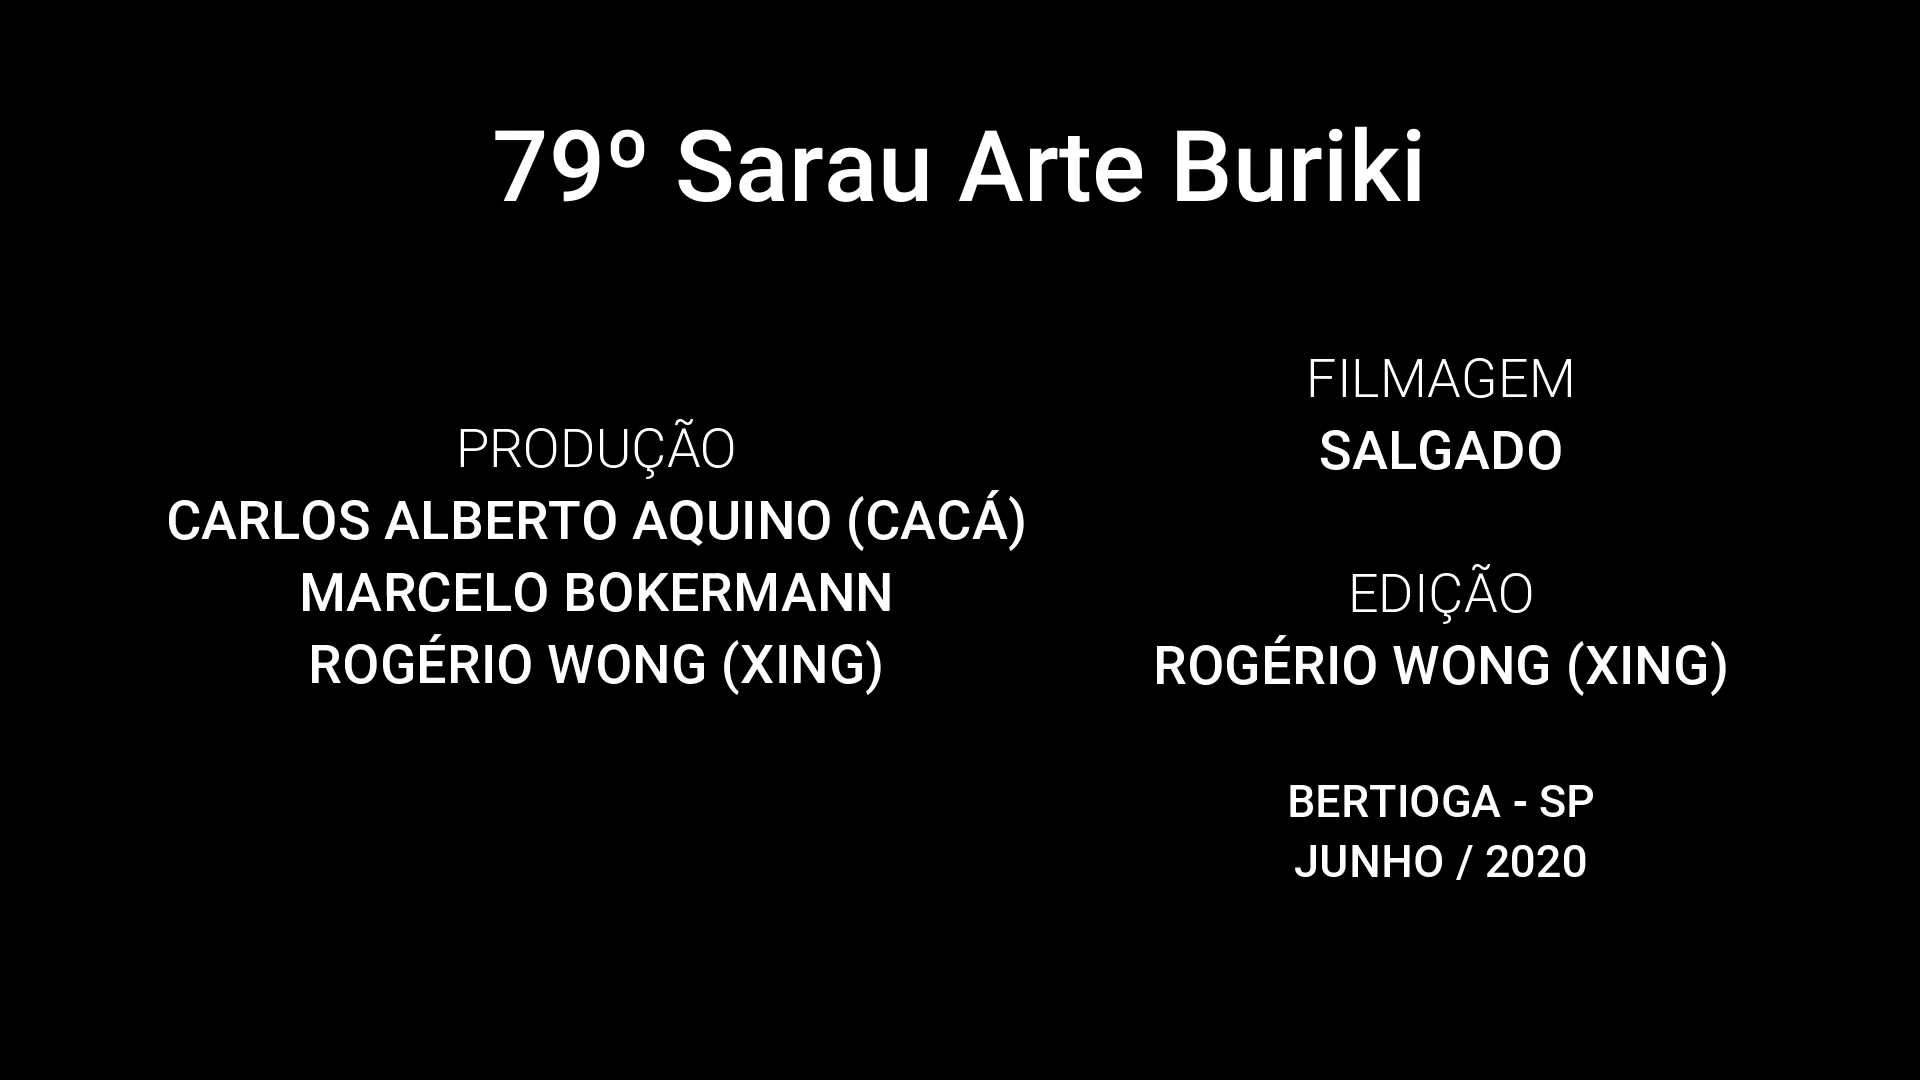 79º Sarau Arte Buriki
PRODUÇÃO
CARLOS ALBERTO AQUINO (CACÁ)
MARCELO BOKERMANN
ROGÉRIO WONG (XING)
FILMAGEM
SALGADO
EDIÇÃO
ROGÉRIO WONG (XING)
BERTIOGA - SP
JUNHO / 2020